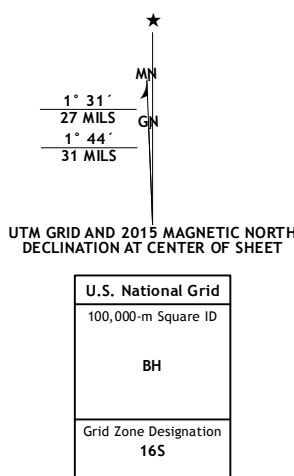 ★
MN
1° 31´
27 MILS
GN
1° 44´
31 MILS
UTM GRID AND 2015 MAGNETIC NORTH
DECLINATION AT CENTER OF SHEET
U.S. National Grid
100,000-m Square ID
BH
Grid Zone Designation
16S